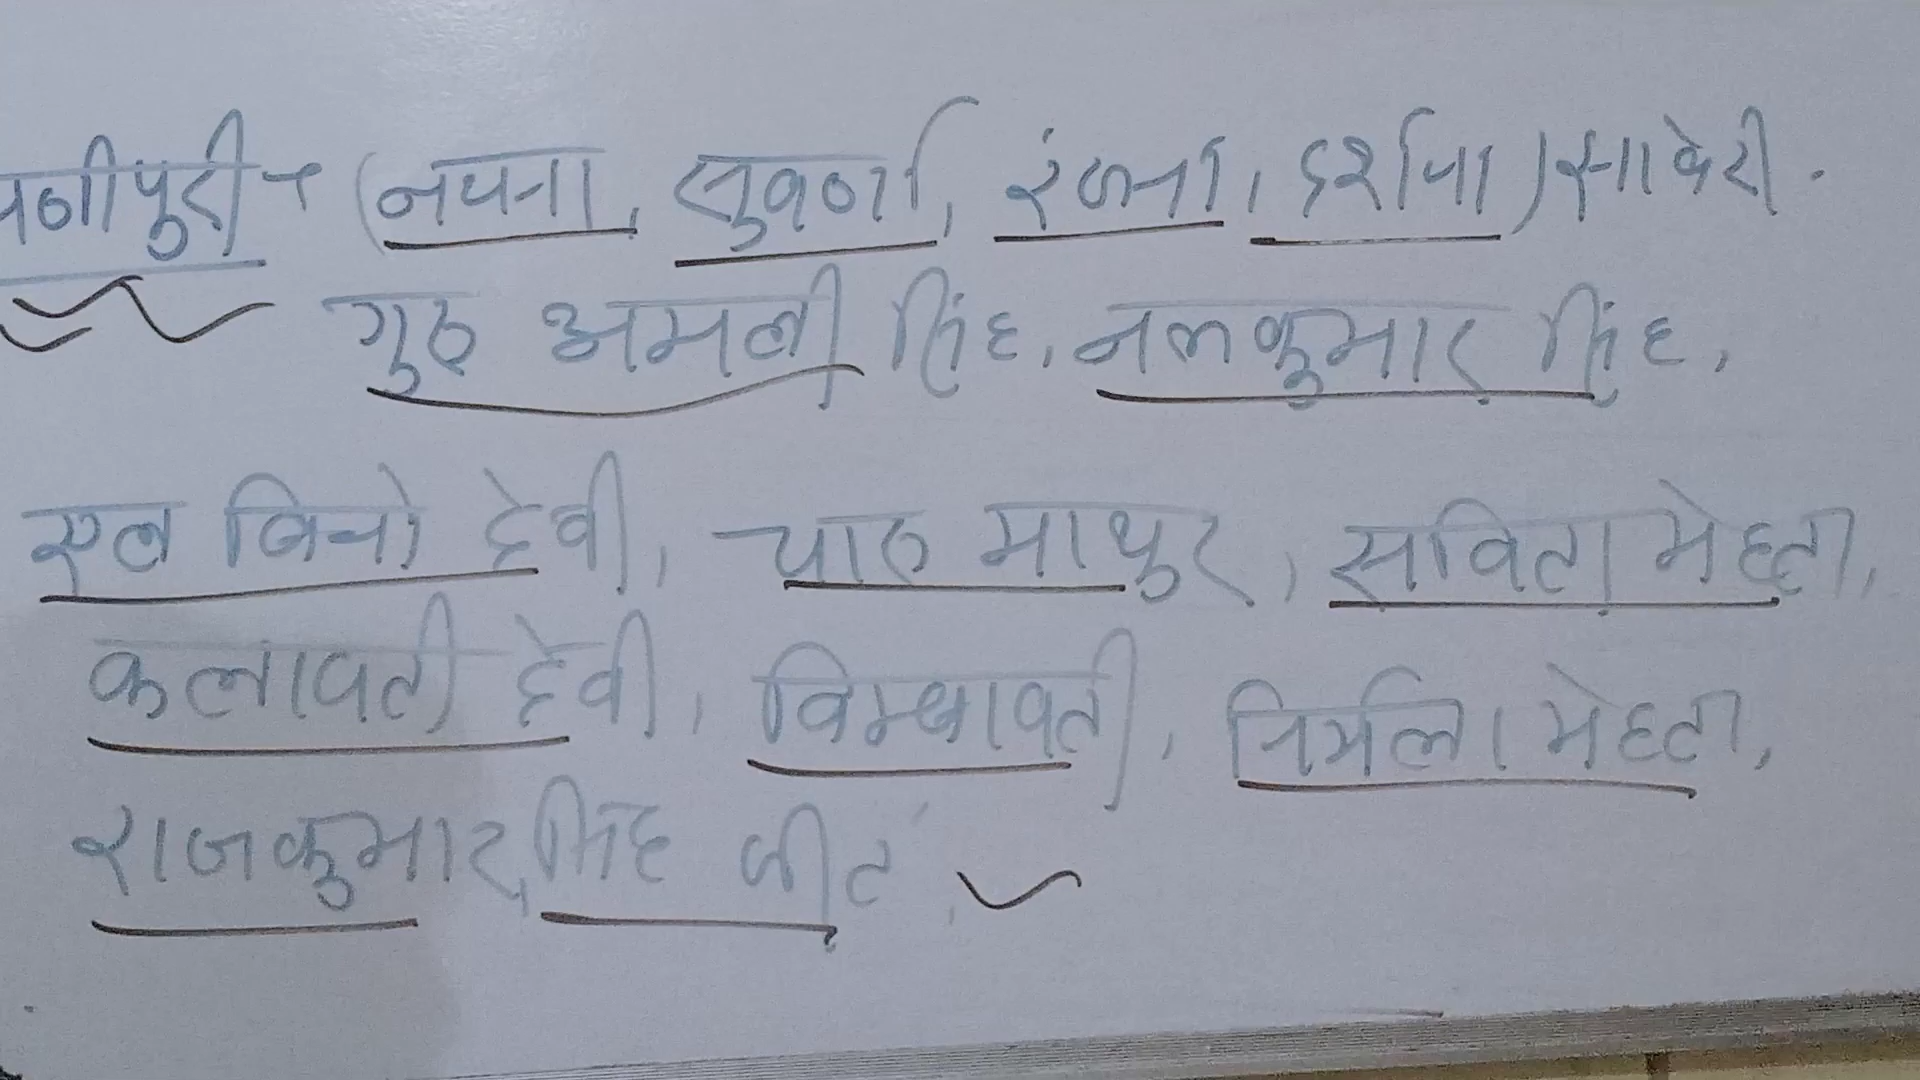 मणीपुरी → (नयना, सुवर्णा, रंजना, दर्शना) झावेरी.
गुरु अमली सिंह, नलकुमार सिंह,
एल बिनो देवी, चारु माथुर, सविता मेहता,
कलावती देवी, विम्बावती, निर्मला मेहता,
राजकुमार सिंह जीत